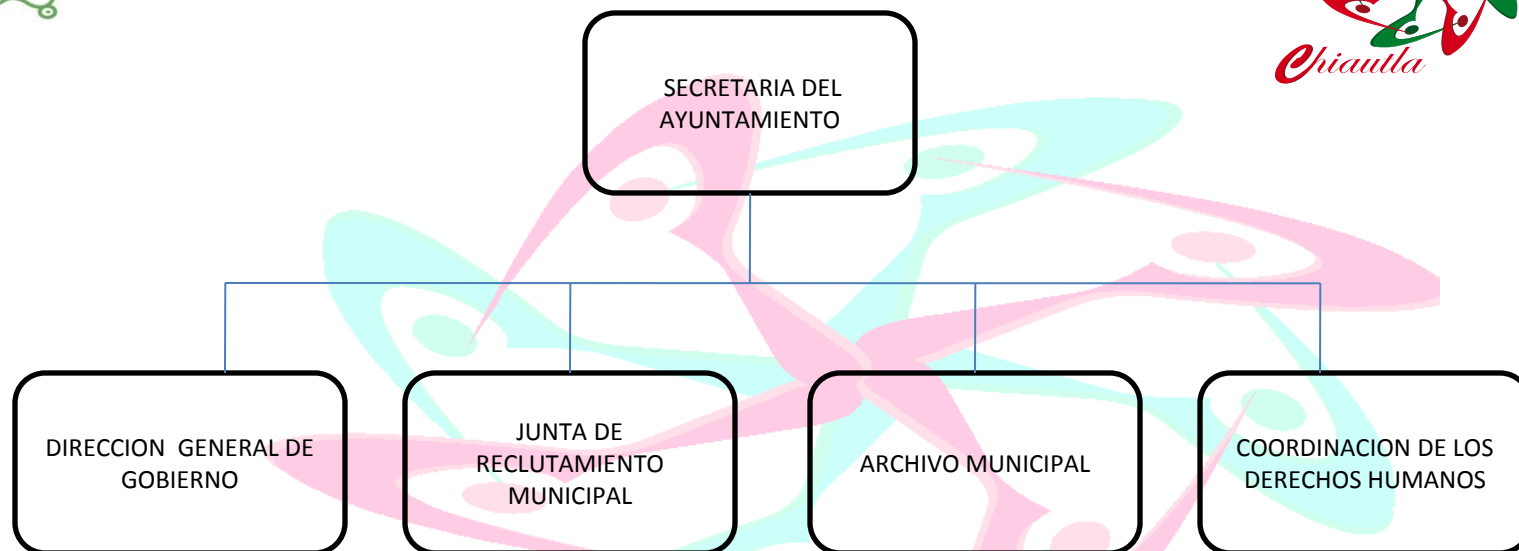 Chiautla
SECRETARIA DEL
AYUNTAMIENTO
DIRECCION GENERAL DE
GOBIERNO
JUNTA DE
RECLUTAMIENTO
MUNICIPAL
ARCHIVO MUNICIPAL
COORDINACION DE LOS
DERECHOS HUMANOS